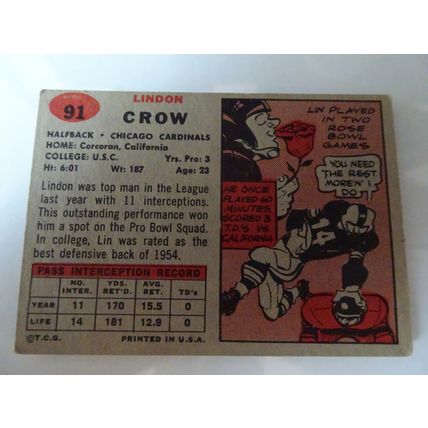 91
LINDON
CROW
HALFBACK • CHICAGO CARDINALS
HOME: Corcoran, California
COLLEGE: U.S.C. Yrs. Pro: 3
Ht: 6:01 Wt: 187 Age: 23
Lindon was top man in the League
last year with 11 interceptions.
This outstanding performance won
him a spot on the Pro Bowl Squad.
In college, Lin was rated as the
best defensive back of 1954.
PASS INTERCEPTION RECORD
NO. INTER. YDS. RET'D. AVG. RET. TD's
YEAR 11 170 15.5 0
LIFE 14 181 12.9 0
©T.C.G. PRINTED IN U.S.A.
LIN PLAYED
IN TWO
ROSE
BOWL
GAMES
YOU NEED
THE REST
MORE'N' I
DO
HE ONCE
PLAYED 60
MINUTES,
SCORED 3
T.D.'S VS.
CALIFORNIA
14